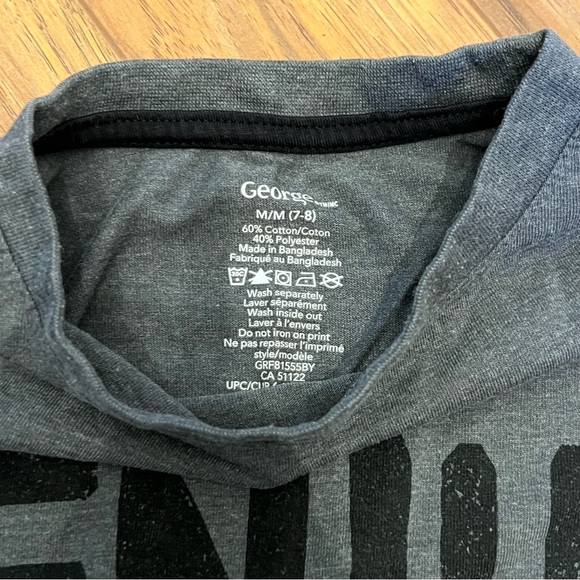 George
M/M (7-8)
60% Cotton/Coton
40% Polyester
Made in Bangladesh
Fabriqué au Bangladesh
Wash separately
Laver séparément
Wash inside out
Laver à l'envers
Do not iron on print
Ne pas repasser l'imprimé
style/modèle
GRF81555BY
CA 51122